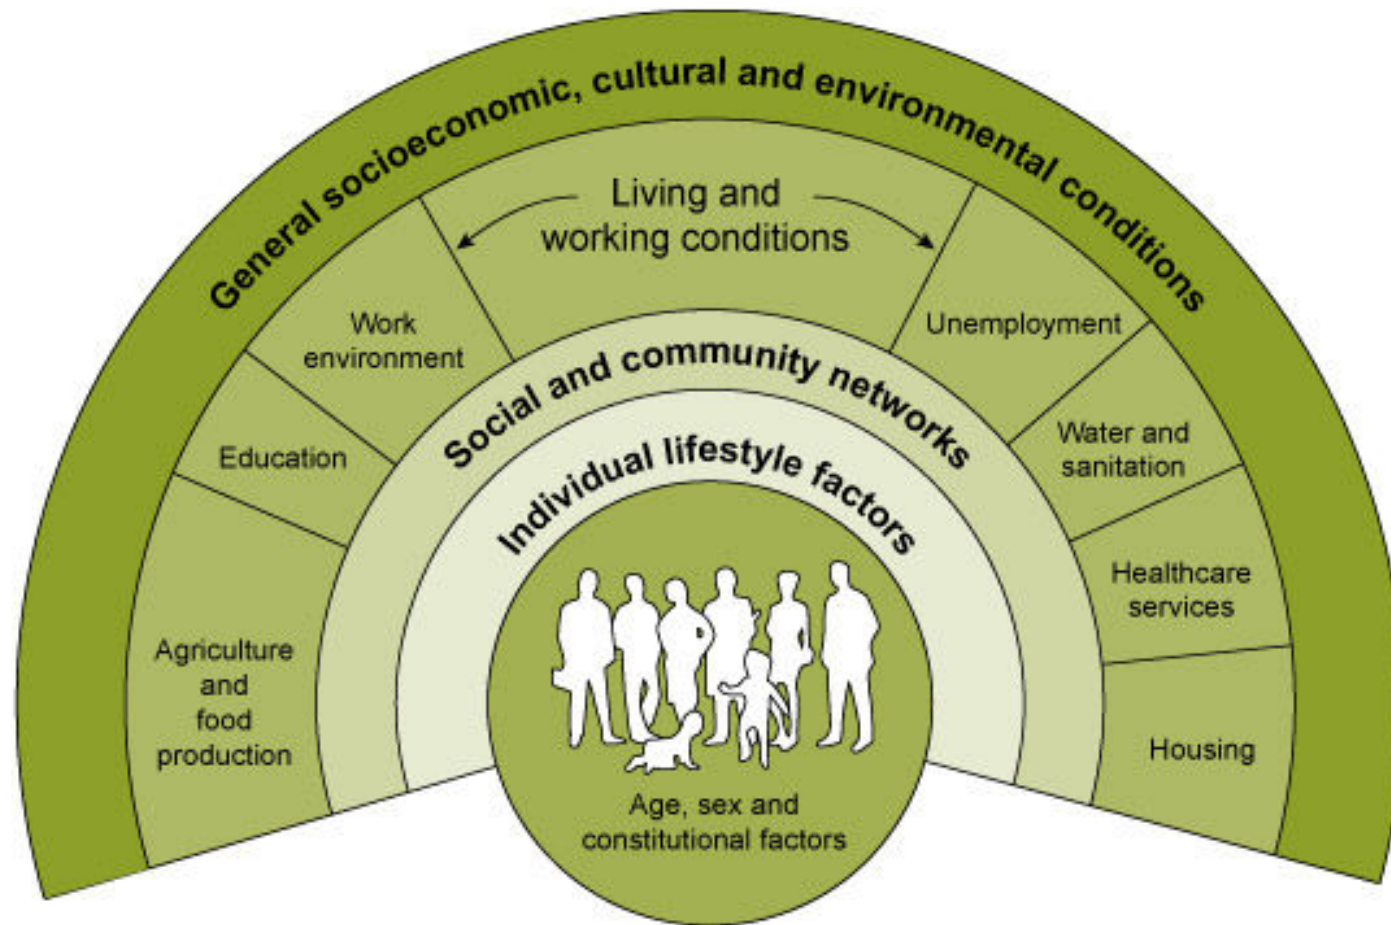 General socioeconomic, cultural and environmental conditions
Living and
working conditions
Work
environment
Unemployment
Education
Water and
sanitation
Agriculture
and
food
production
Healthcare
services
Housing
Social and community networks
Individual lifestyle factors
Age, sex and
constitutional factors